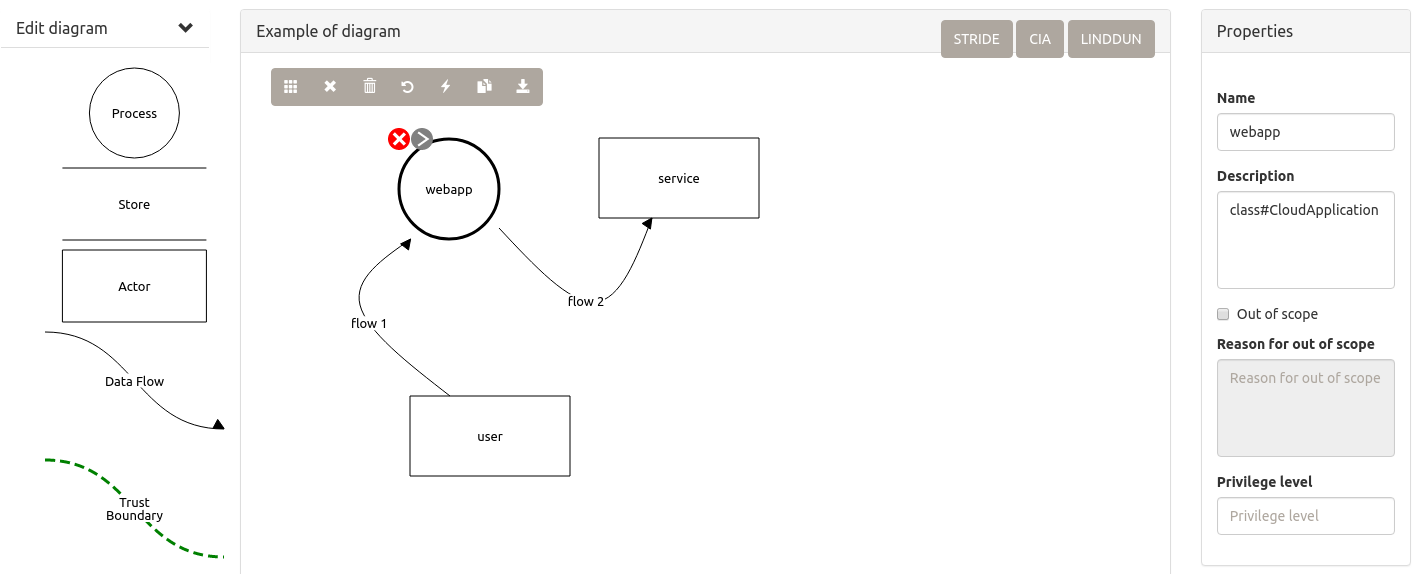 Edit diagram
Process
Store
Actor
Data Flow
Trust
Boundary
Example of diagram
STRIDE
CIA
LINDDUN
webapp
service
flow 2
flow 1
user
Properties
Name
webapp
Description
class#CloudApplication
Out of scope
Reason for out of scope
Reason for out of scope
Privilege level
Privilege level